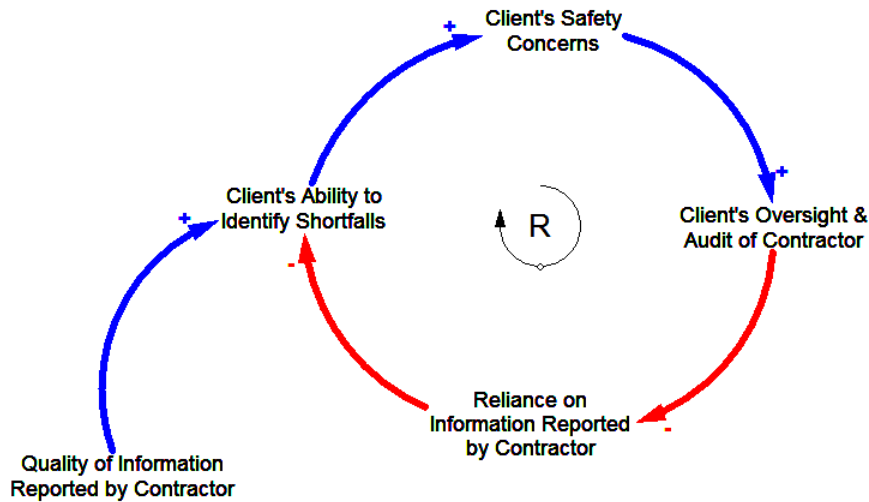 +
Client's Safety
Concerns
+
Client's Ability to
Identify Shortfalls
+
R
Client's Oversight &
Audit of Contractor
-
Reliance on
Information Reported
by Contractor
-
Quality of Information
Reported by Contractor